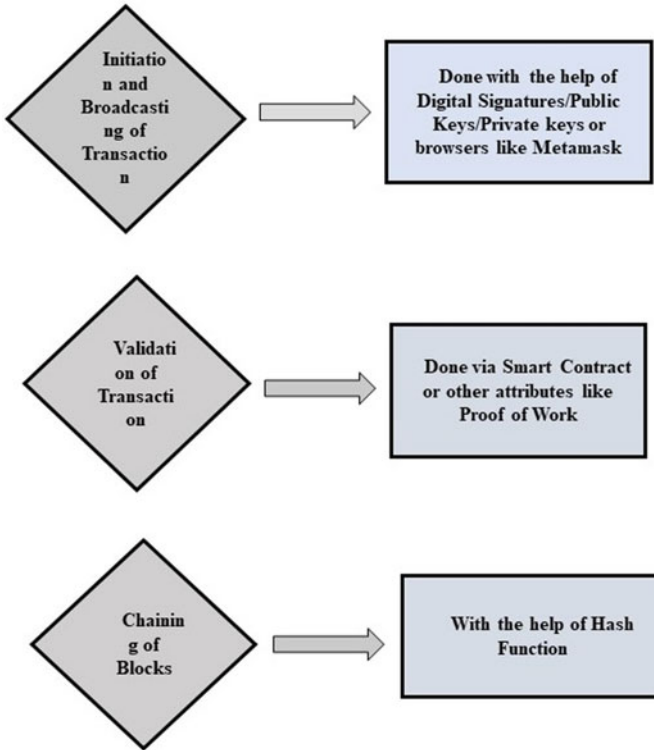 Initiatio
n and
Broadcasti
ng of
Transactio
n
Done with the help of
Digital Signatures/Public
Keys/Private keys or
browsers like Metamask
Validati
on of
Transacti
on
Done via Smart Contract
or other attributes like
Proof of Work
Chainin
g of
Blocks
With the help of Hash
Function